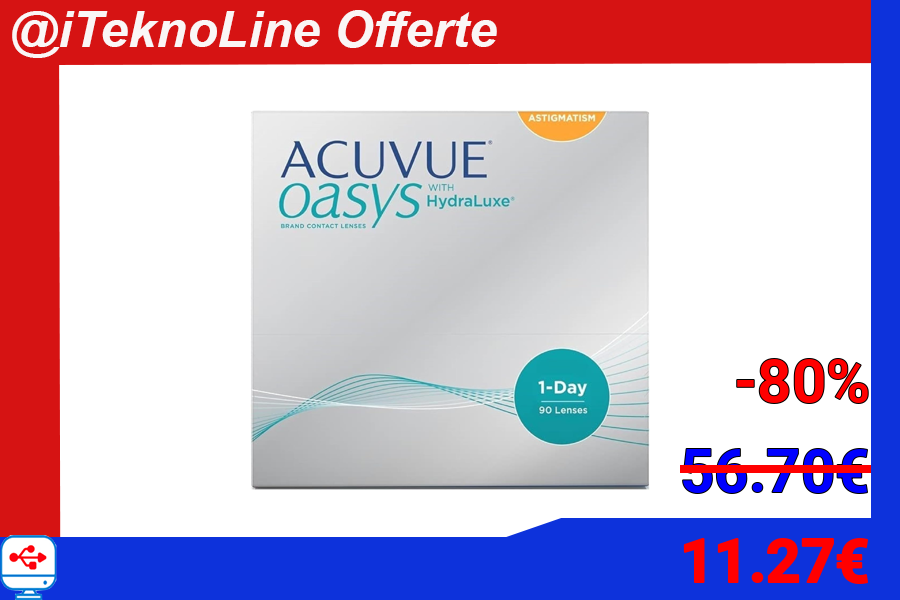 @iTeknoLine Offerte
ASTIGMATISM
ACUVUE®
oasys WITH HydraLuxe®
BRAND CONTACT LENSES
1-Day
90 Lenses
-80%
56.70€
11.27€